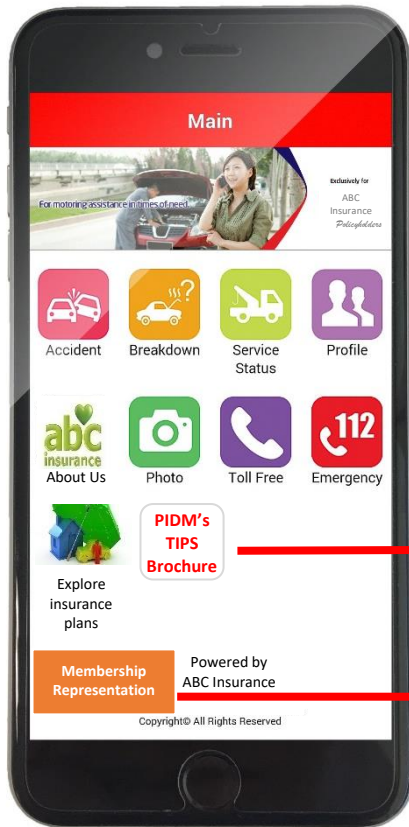 Main
For motoring assistance in times of need.
Exclusively for
ABC
Insurance
Policyholders
?
Accident
Breakdown
Service
Status
Profile
abc
insurance
About Us
Photo
Toll Free
112
Emergency
Explore
insurance
plans
PIDM's
TIPS
Brochure
Membership
Representation
Powered by
ABC Insurance
Copyright© All Rights Reserved